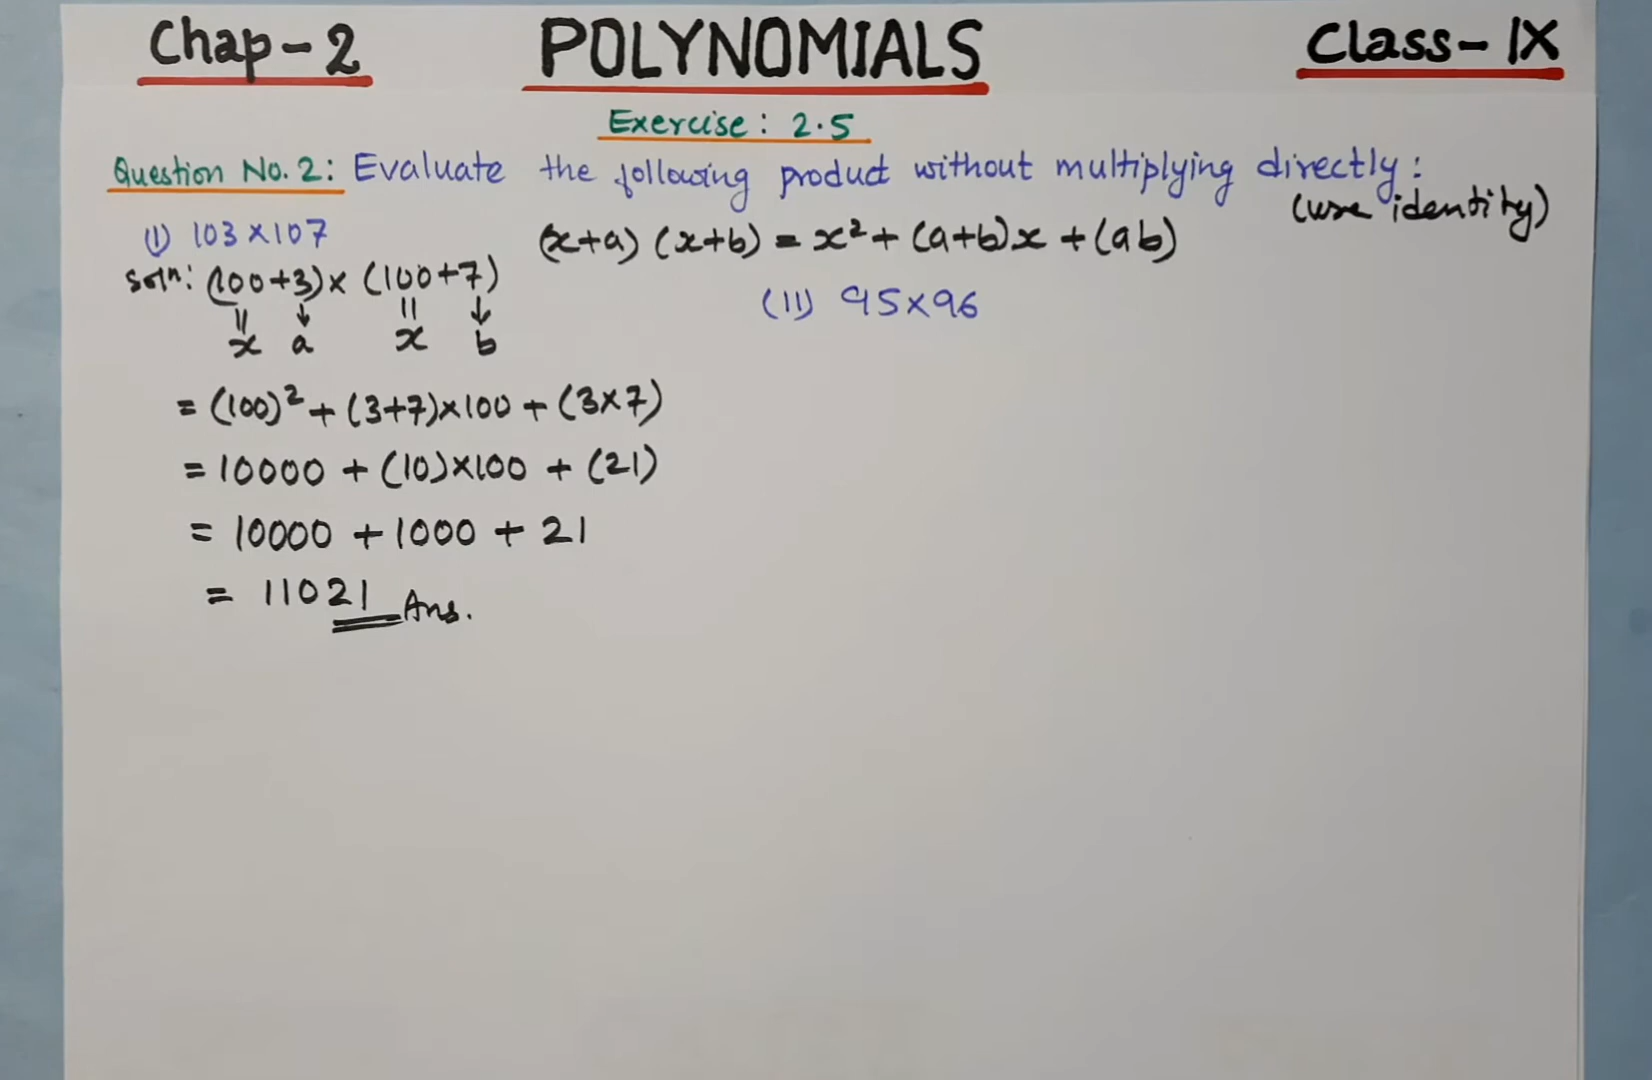 Chap-2 POLYNOMIALS Class-IX
Exercise: 2.5
Question No. 2: Evaluate the following product without multiplying directly:
(use identity)
(I) 103×107 (x+a) (x+b) = x² + (a+b)x + (ab)
Solⁿ: (100+3)× (100+7)
(II) 95×96
॥ ↓ ॥ ↓
x a x b
= (100)² + (3+7)×100 + (3×7)
= 10000 + (10)×100 + (21)
= 10000 + 1000 + 21
= 11021 Ans.